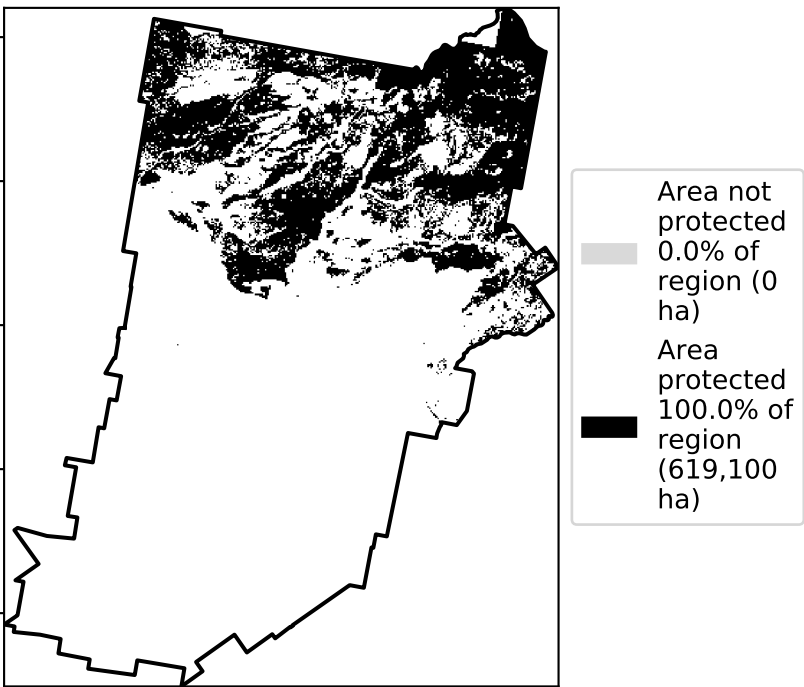 Area not
protected
0.0% of
region (0
ha)
Area
protected
100.0% of
region
(619,100
ha)